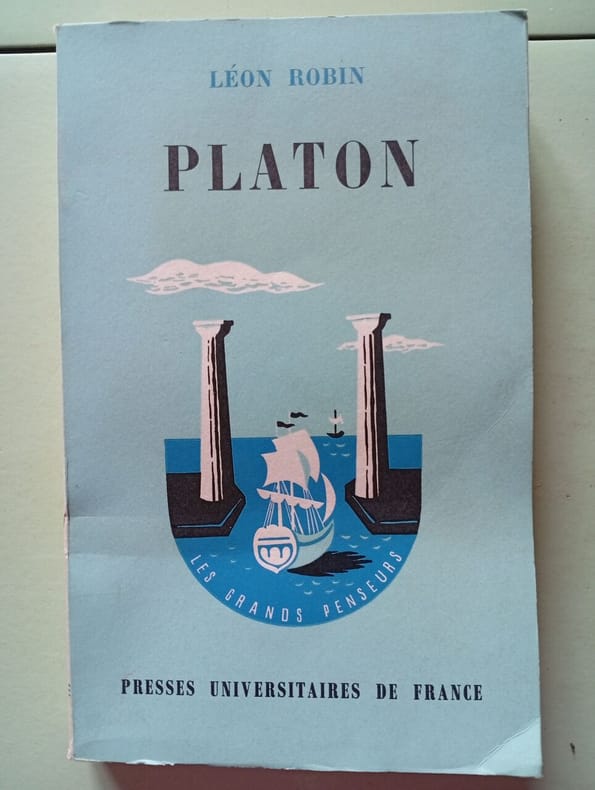 LÉON ROBIN
PLATON
LES GRANDS PENSEURS
PRESSES UNIVERSITAIRES DE FRANCE